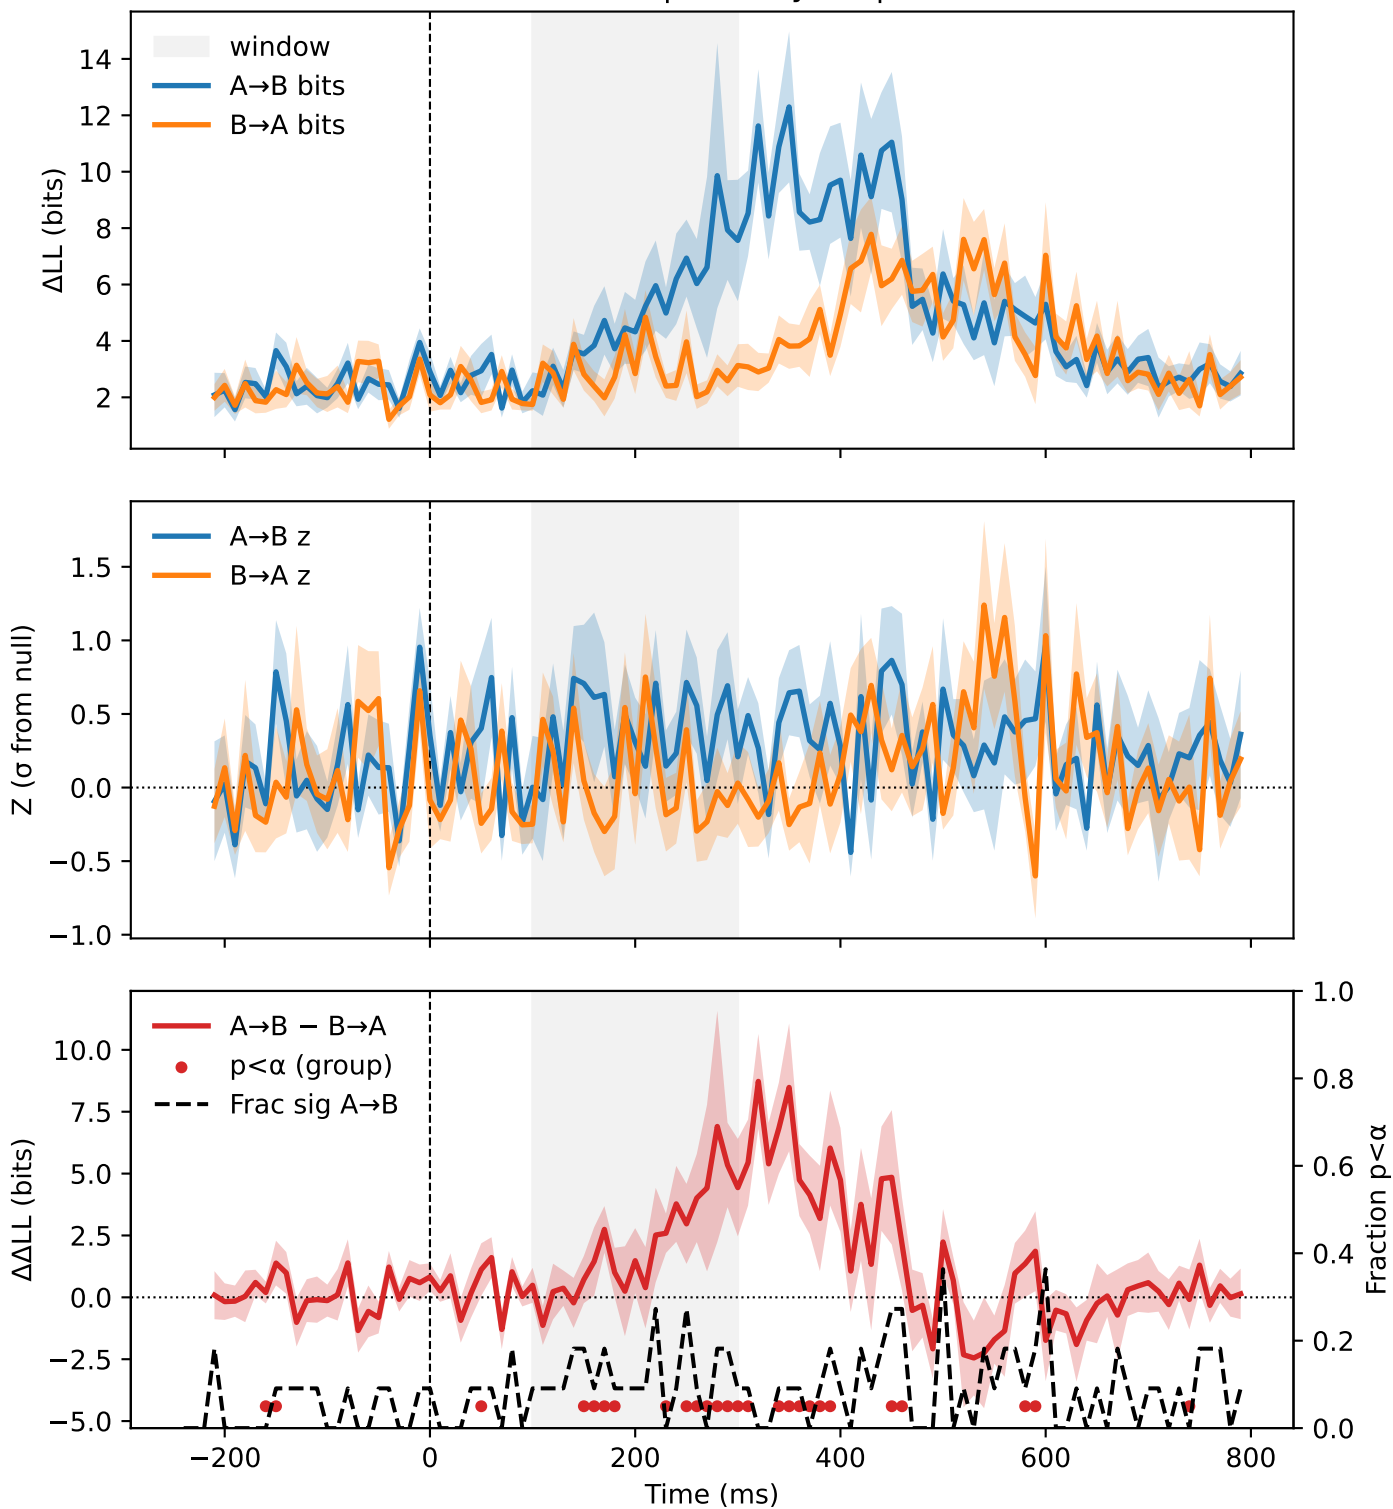 window
A→B bits
B→A bits
ΔLL (bits)
14
12
10
8
6
4
2
A→B z
B→A z
Z (σ from null)
1.5
1.0
0.5
0.0
−0.5
−1.0
A→B − B→A
p<α (group)
Frac sig A→B
ΔΔLL (bits)
10.0
7.5
5.0
2.5
0.0
−2.5
−5.0
1.0
0.8
0.6
0.4
0.2
0.0
Fraction p<α
−200 0 200 400 600 800
Time (ms)